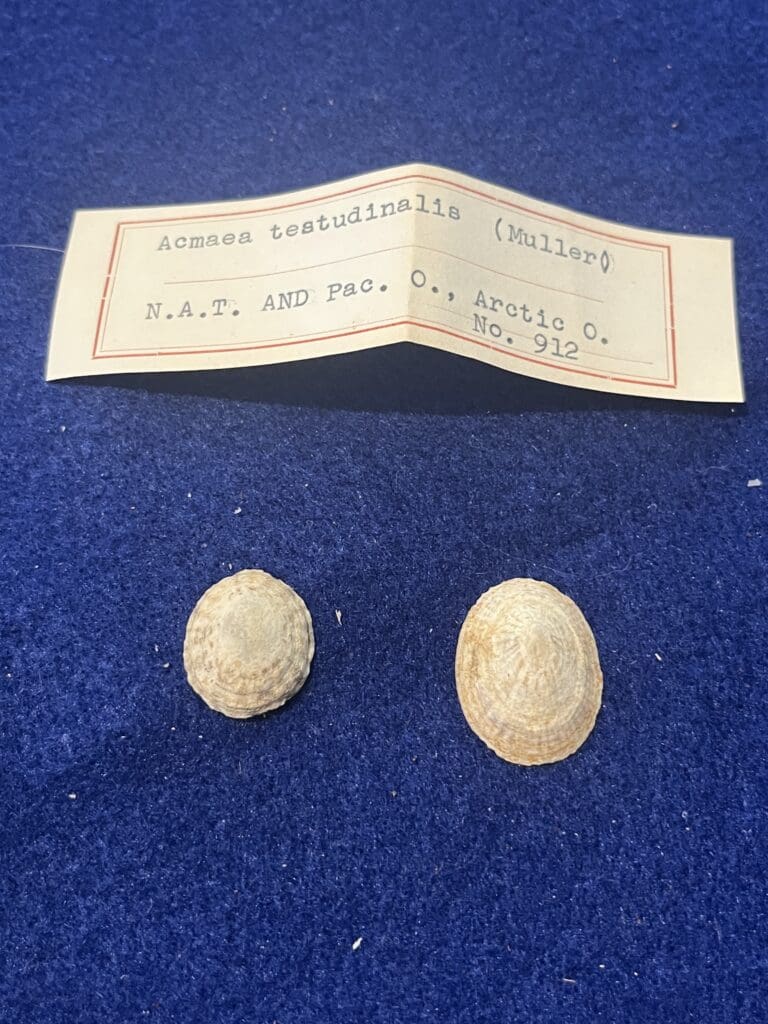 Acmaea testudinalis (Muller)
N.A.T. AND Pac. O., Arctic O.
No. 912